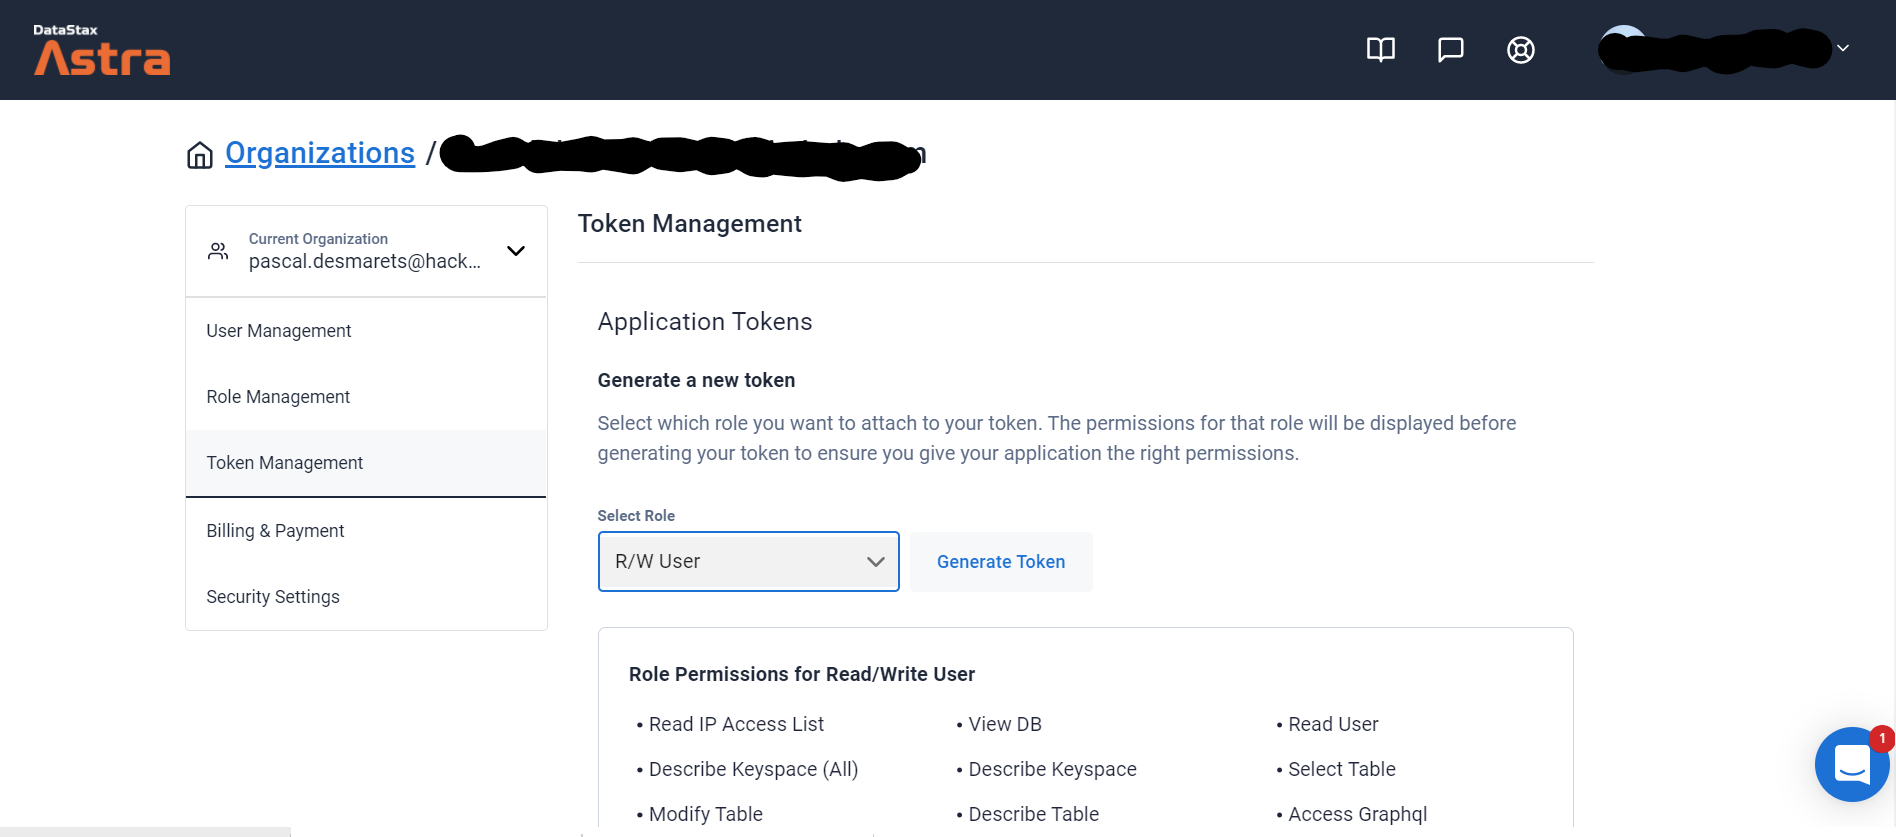 DataStax
Astra
Organizations /
Current Organization
pascal.desmarets@hack...
User Management
Role Management
Token Management
Billing & Payment
Security Settings
Token Management
Application Tokens
Generate a new token
Select which role you want to attach to your token. The permissions for that role will be displayed before
generating your token to ensure you give your application the right permissions.
Select Role
R/W User
Generate Token
Role Permissions for Read/Write User
• Read IP Access List • View DB • Read User
• Describe Keyspace (All) • Describe Keyspace • Select Table
• Modify Table • Describe Table • Access Graphql
1